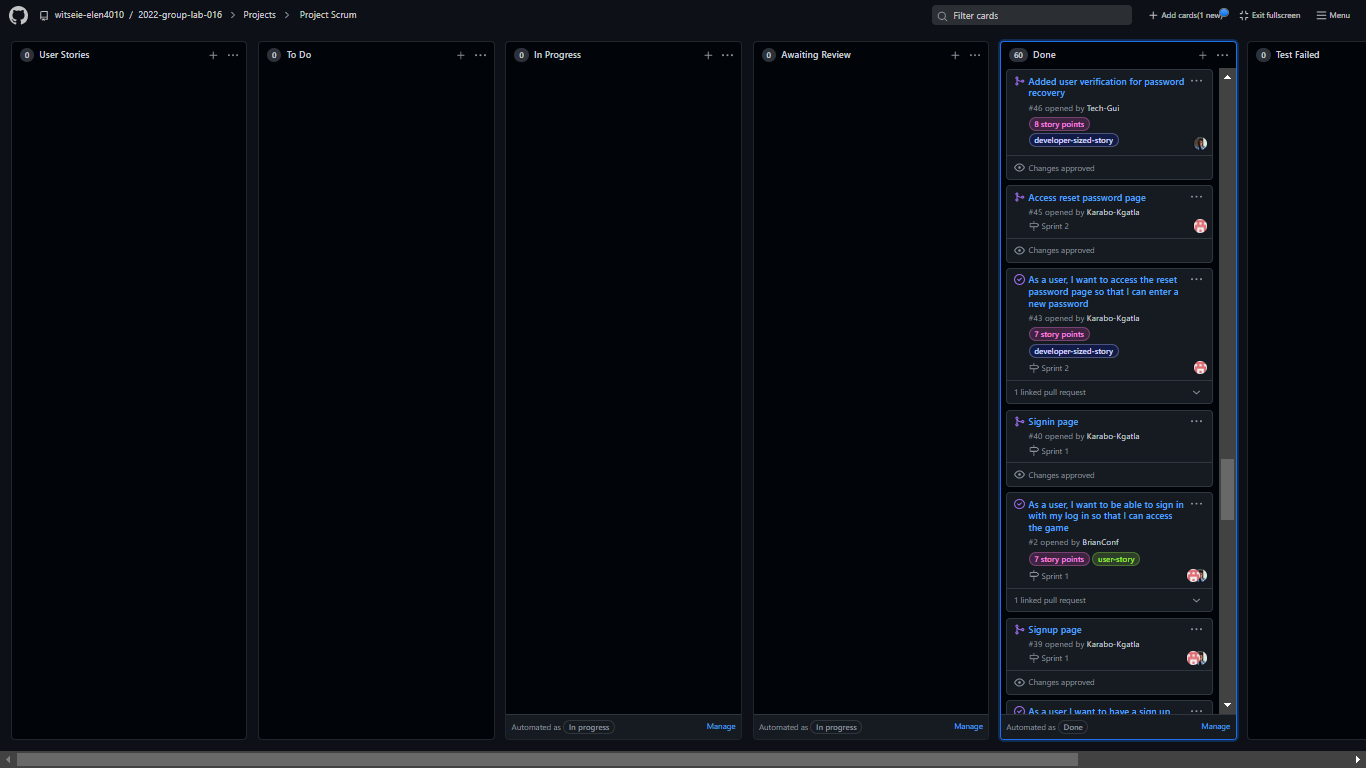 witseie-elen4010 / 2022-group-lab-016 Projects Project Scrum
Filter cards
Add cards(1 new)
Exit fullscreen
Menu
0 User Stories
0 To Do
0 In Progress
Automated as In progress Manage
0 Awaiting Review
Automated as In progress Manage
60 Done
Added user verification for password
recovery
#46 opened by Tech-Gui
8 story points
developer-sized-story
Changes approved
Access reset password page
#45 opened by Karabo-Kgatla
Sprint 2
Changes approved
As a user, I want to access the reset
password page so that I can enter a
new password
#43 opened by Karabo-Kgatla
7 story points
developer-sized-story
Sprint 2
1 linked pull request
Signin page
#40 opened by Karabo-Kgatla
Sprint 1
Changes approved
As a user, I want to be able to sign in
with my log in so that I can access
the game
#2 opened by BrianConf
7 story points user-story
Sprint 1
1 linked pull request
Signup page
#39 opened by Karabo-Kgatla
Sprint 1
Changes approved
As a user I want to have a sign up
Automated as Done Manage
0 Test Failed